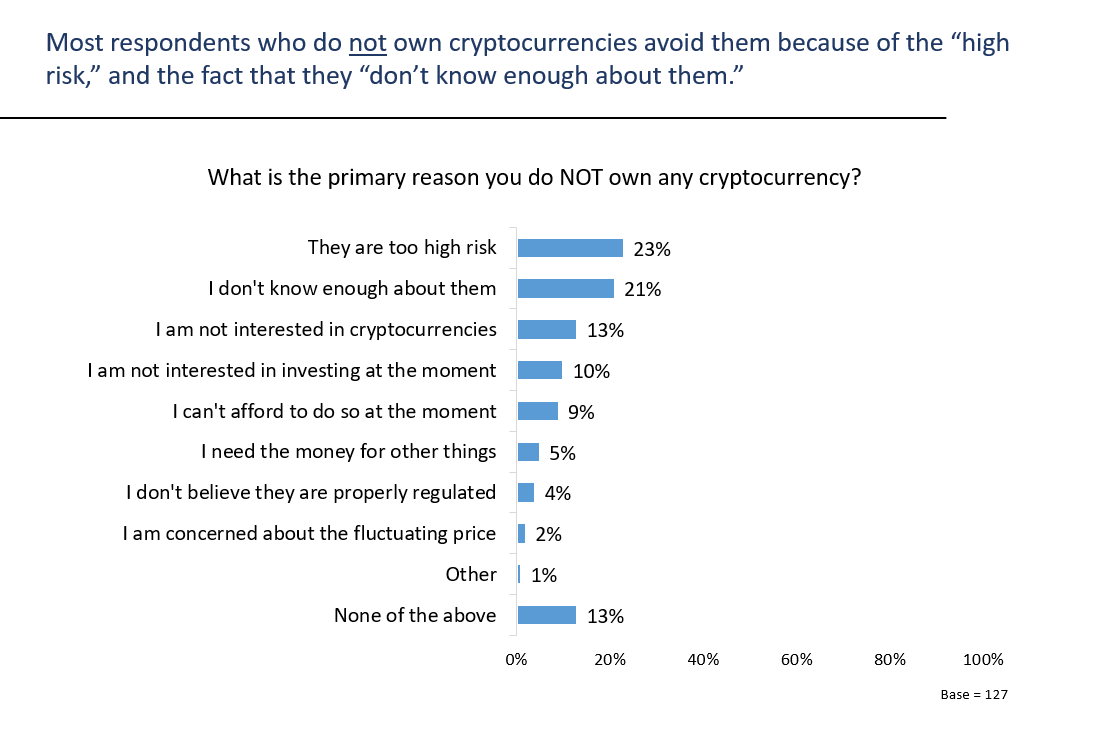 Most respondents who do not own cryptocurrencies avoid them because of the “high
risk,” and the fact that they “don’t know enough about them.”
What is the primary reason you do NOT own any cryptocurrency?
They are too high risk 23%
I don't know enough about them 21%
I am not interested in cryptocurrencies 13%
I am not interested in investing at the moment 10%
I can't afford to do so at the moment 9%
I need the money for other things 5%
I don't believe they are properly regulated 4%
I am concerned about the fluctuating price 2%
Other 1%
None of the above 13%
0% 20% 40% 60% 80% 100%
Base = 127